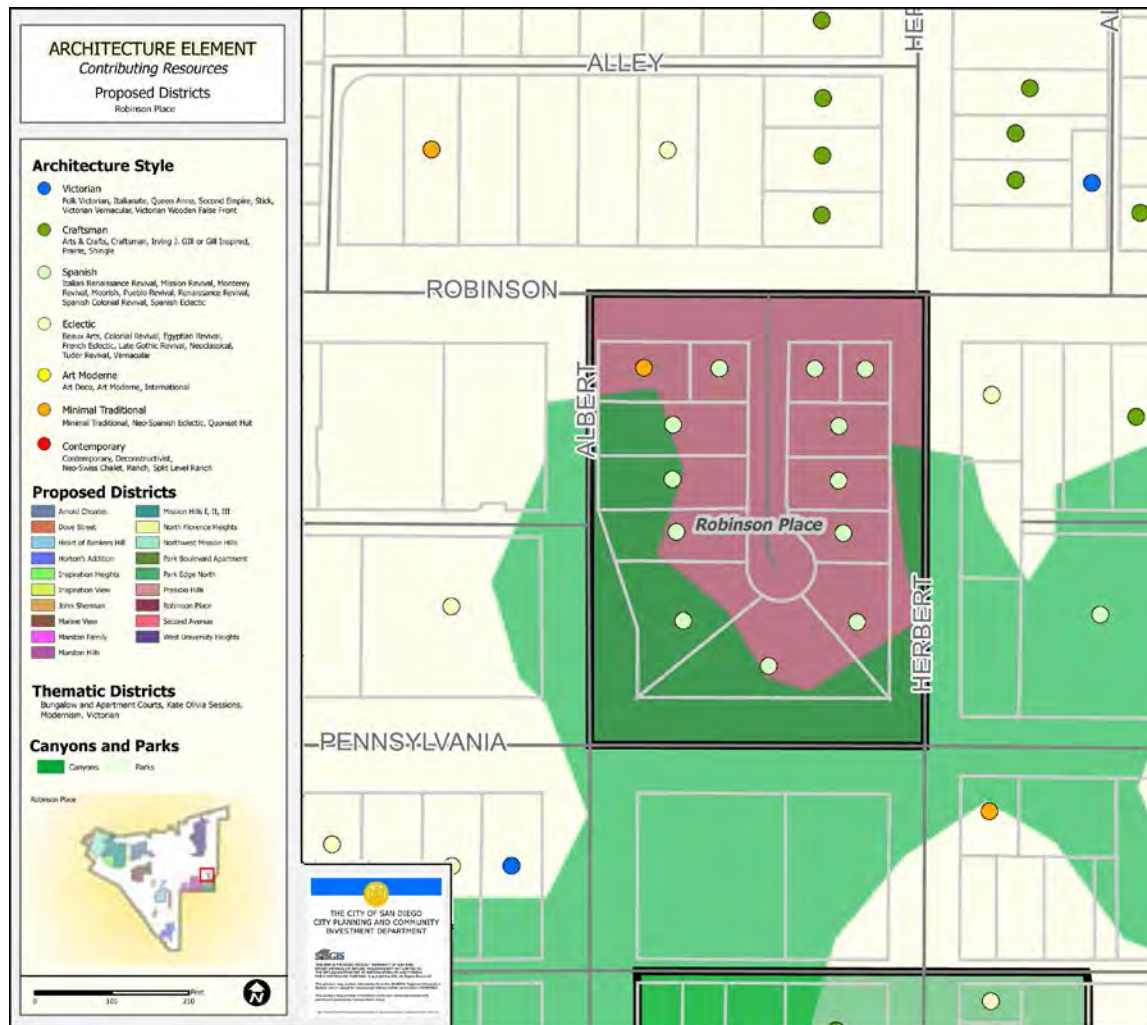 ARCHITECTURE ELEMENT
Contributing Resources
Proposed Districts
Robinson Place
Architecture Style
Victorian
Folk Victorian, Italianate, Queen Anne, Second Empire, Stick,
Victorian Vernacular, Victorian Wooden False Front
Craftsman
Arts & Crafts, Craftsman, Irving J. Gill or Gill Inspired,
Prairie, Shingle
Spanish
Italian Renaissance Revival, Mission Revival, Monterey
Revival, Moorish, Pueblo Revival, Renaissance Revival,
Spanish Colonial Revival, Spanish Eclectic
Eclectic
Beaux Arts, Colonial Revival, Egyptian Revival,
French Eclectic, Late Gothic Revival, Neoclassical,
Tudor Revival, Vernacular
Art Moderne
Art Deco, Art Moderne, International
Minimal Traditional
Minimal Traditional, Neo-Spanish Eclectic, Quonset Hut
Contemporary
Contemporary, Deconstructivist,
Neo-Swiss Chalet, Ranch, Split Level Ranch
Proposed Districts
Arnold Choates
Dove Street
Heart of Bankers Hill
Horton's Addition
Inspiration Heights
Inspiration View
John Sherman
Marine View
Marston Family
Marston Hills
Mission Hills I, II, III
North Florence Heights
Northwest Mission Hills
Park Boulevard Apartment
Park Edge North
Presidio Hills
Robinson Place
Second Avenue
West University Heights
Thematic Districts
Bungalow and Apartment Courts, Kate Olivia Sessions,
Modernism, Victorian
Canyons and Parks
Canyons
Parks
Robinson Place
0 105 210
Feet
N
ALLEY
HER
AL
ROBINSON
ALBERT
Robinson Place
HERBERT
PENNSYLVANIA
THE CITY OF SAN DIEGO
CITY PLANNING AND COMMUNITY
INVESTMENT DEPARTMENT